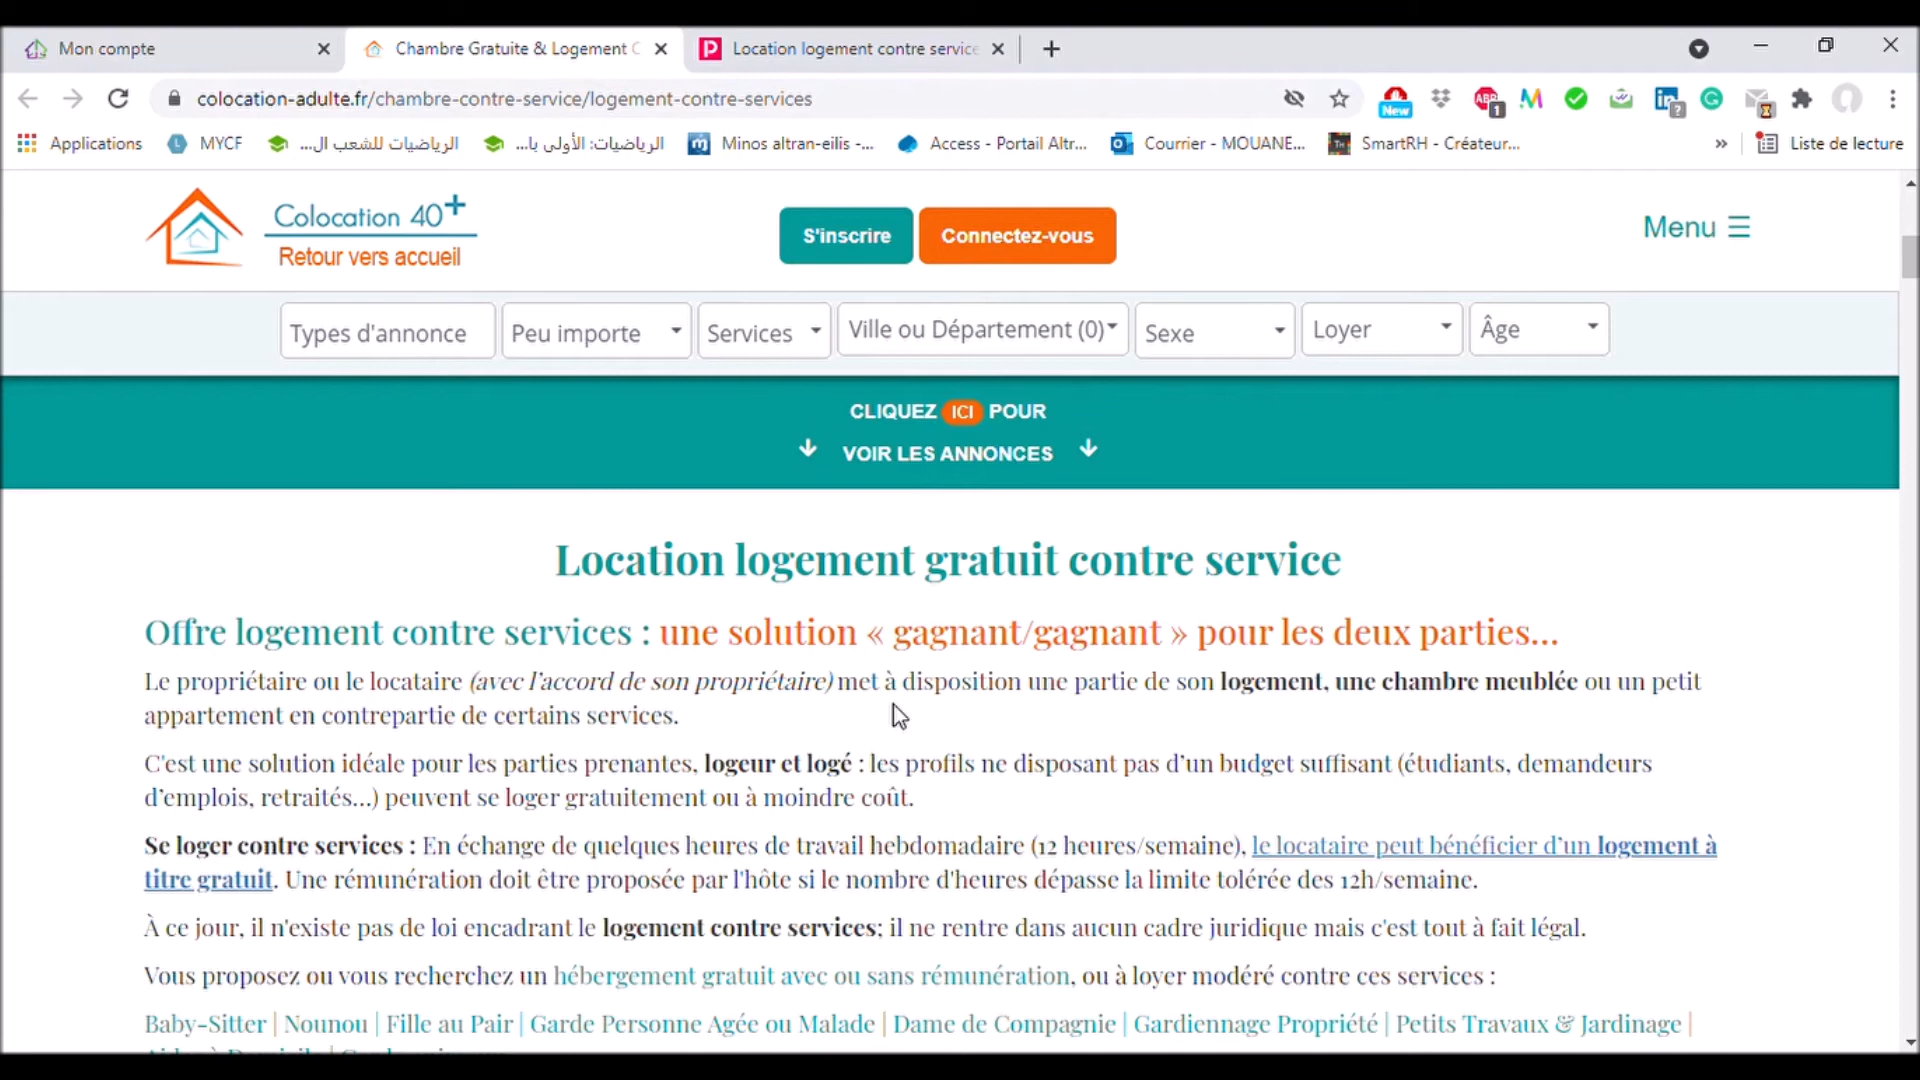 Mon compte
Chambre Gratuite & Logement C
Location logement contre service
colocation-adulte.fr/chambre-contre-service/logement-contre-services
New
ABP
1
?
Applications
MYCF
الرياضيات للشعب ال...
الرياضيات: الأولى با...
Minos altran-eilis -...
Access - Portail Altr...
Courrier - MOUANE...
SmartRH - Créateur...
»
Liste de lecture
Colocation 40+
Retour vers accueil
S'inscrire
Connectez-vous
Menu
Types d'annonce
Peu importe
Services
Ville ou Département (0)
Sexe
Loyer
Âge
CLIQUEZ ICI POUR
VOIR LES ANNONCES
Location logement gratuit contre service
Offre logement contre services : une solution « gagnant/gagnant » pour les deux parties...
Le propriétaire ou le locataire (avec l'accord de son propriétaire) met à disposition une partie de son logement, une chambre meublée ou un petit
appartement en contrepartie de certains services.
C'est une solution idéale pour les parties prenantes, logeur et logé : les profils ne disposant pas d'un budget suffisant (étudiants, demandeurs
d'emplois, retraités...) peuvent se loger gratuitement ou à moindre coût.
Se loger contre services : En échange de quelques heures de travail hebdomadaire (12 heures/semaine), le locataire peut bénéficier d'un logement à
titre gratuit. Une rémunération doit être proposée par l'hôte si le nombre d'heures dépasse la limite tolérée des 12h/semaine.
À ce jour, il n'existe pas de loi encadrant le logement contre services; il ne rentre dans aucun cadre juridique mais c'est tout à fait légal.
Vous proposez ou vous recherchez un hébergement gratuit avec ou sans rémunération, ou à loyer modéré contre ces services :
Baby-Sitter | Nounou | Fille au Pair | Garde Personne Agée ou Malade | Dame de Compagnie | Gardiennage Propriété | Petits Travaux & Jardinage |